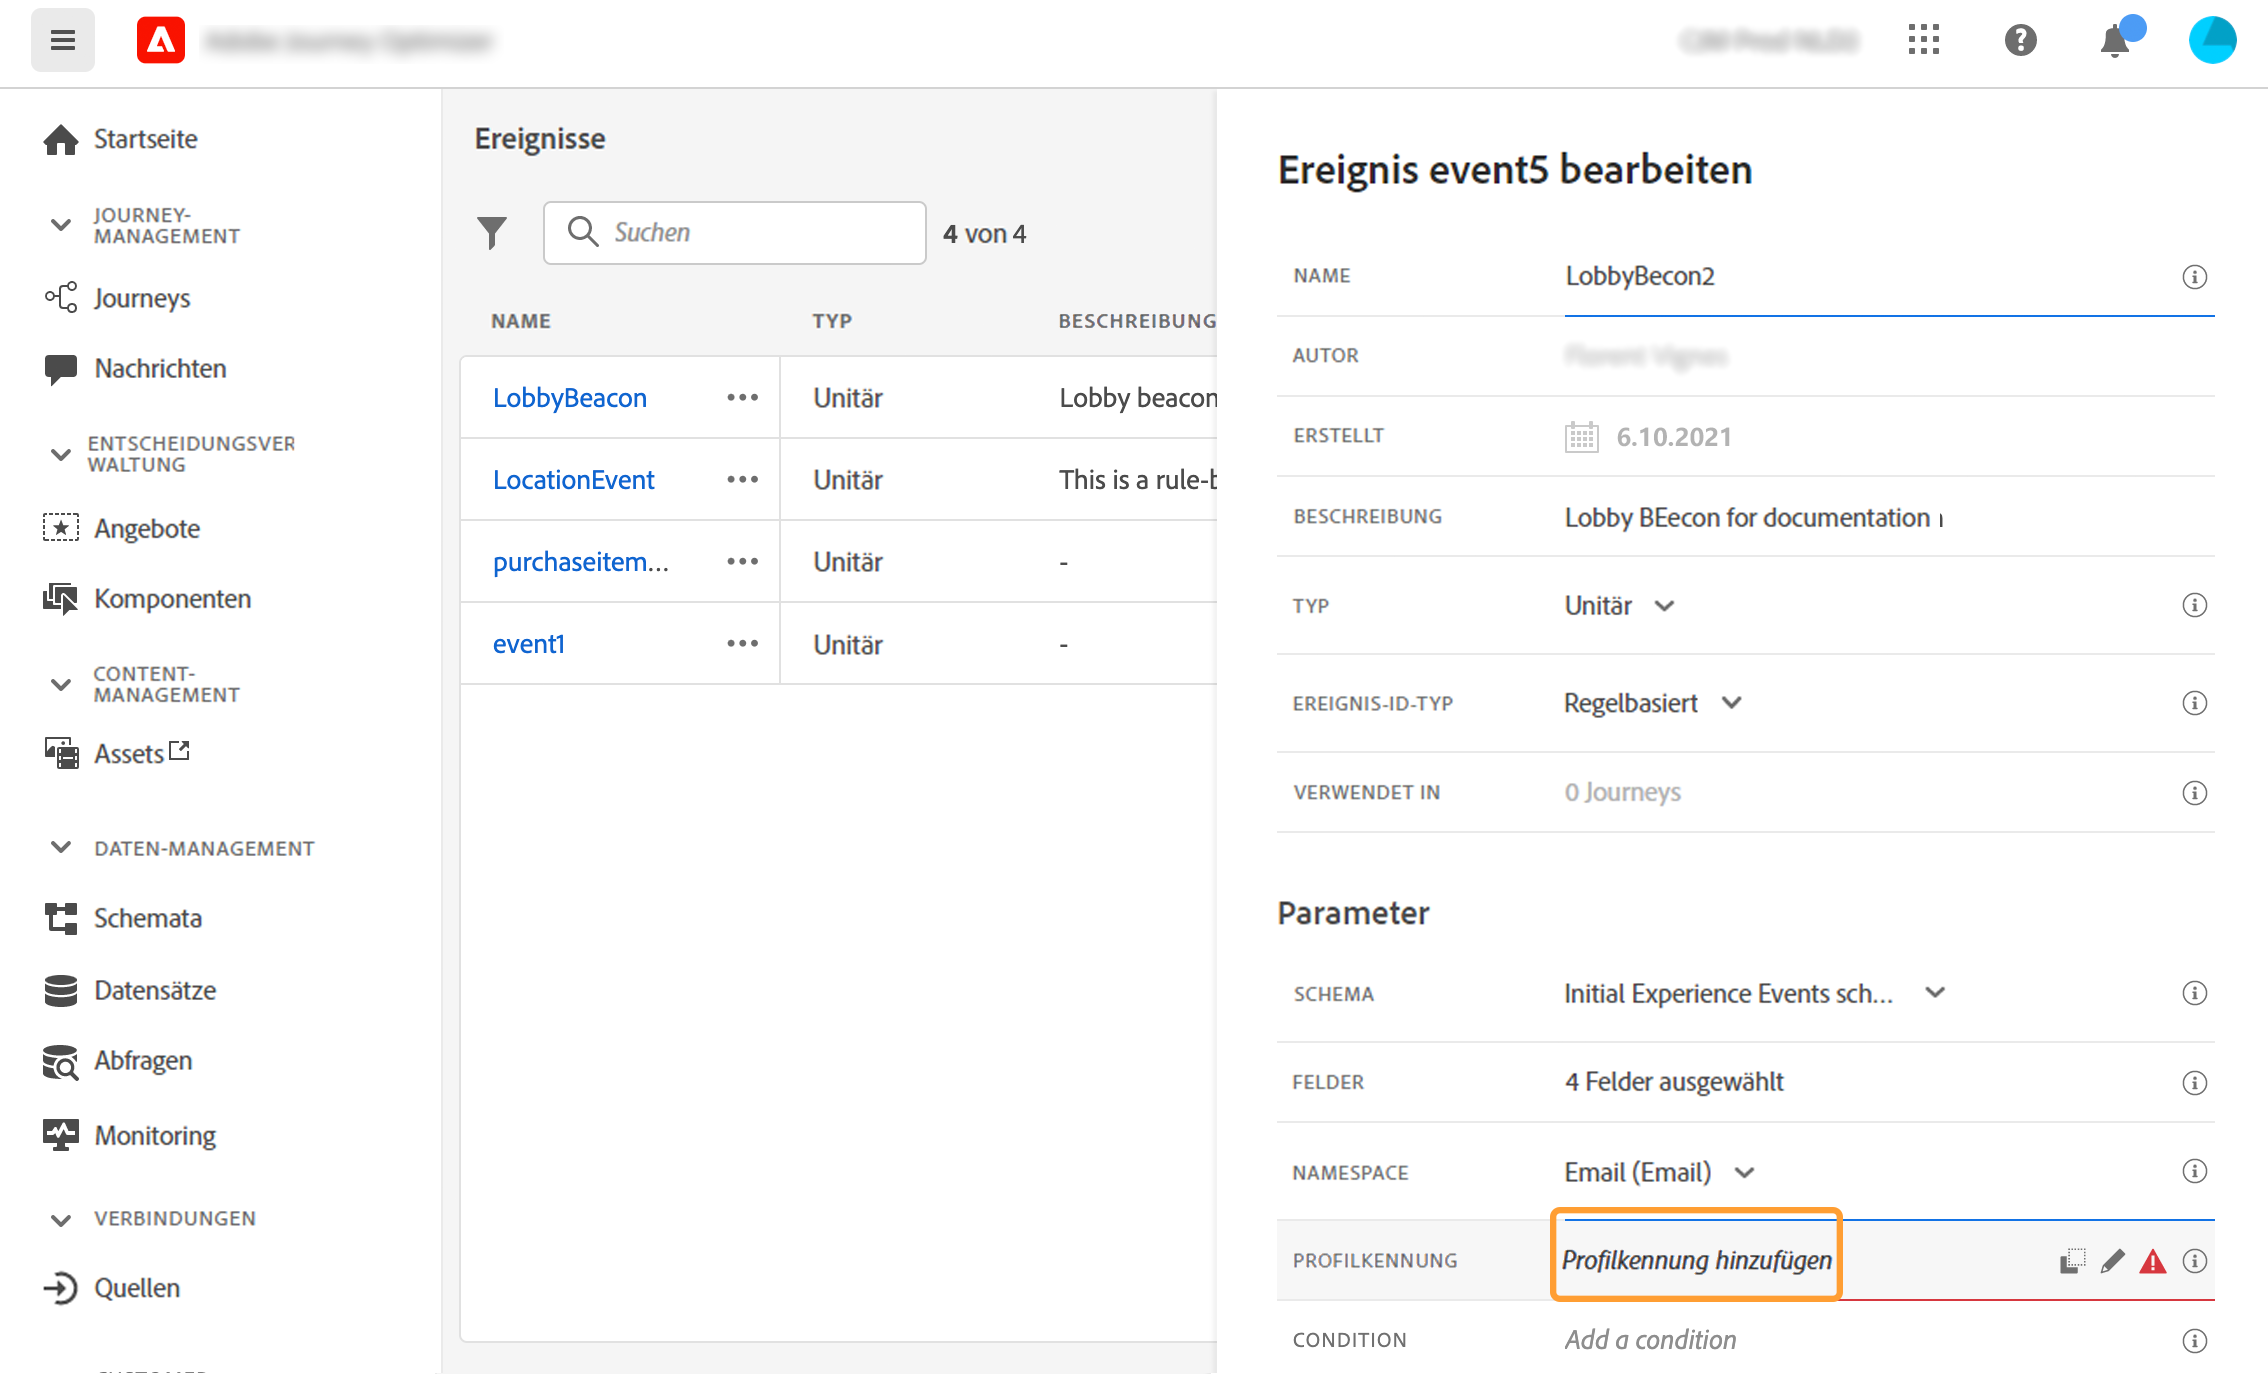 Startseite
JOURNEY-
MANAGEMENT
Journeys
Nachrichten
ENTSCHEIDUNGSVER
WALTUNG
Angebote
Komponenten
CONTENT-
MANAGEMENT
Assets
DATEN-MANAGEMENT
Schemata
Datensätze
Abfragen
Monitoring
VERBINDUNGEN
Quellen
Ereignisse
Suchen
4 von 4
NAME TYP BESCHREIBUNG
LobbyBeacon ••• Unitär Lobby beacon
LocationEvent ••• Unitär This is a rule-b
purchaseitem... ••• Unitär -
event1 ••• Unitär -
Ereignis event5 bearbeiten
NAME LobbyBecon2
AUTOR
ERSTELLT 6.10.2021
BESCHREIBUNG Lobby BEecon for documentation
TYP Unitär
EREIGNIS-ID-TYP Regelbasiert
VERWENDET IN 0 Journeys
Parameter
SCHEMA Initial Experience Events sch...
FELDER 4 Felder ausgewählt
NAMESPACE Email (Email)
PROFILKENNUNG Profilkennung hinzufügen
CONDITION Add a condition